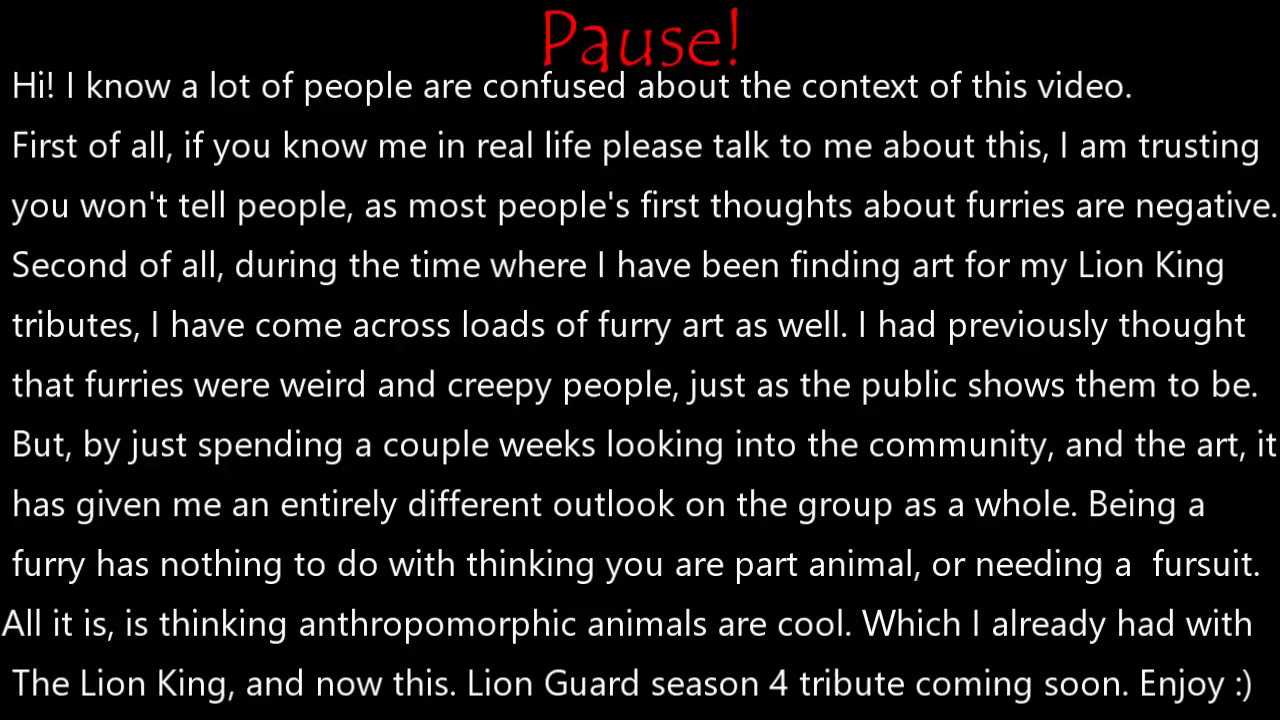 Pause!
Hi! I know a lot of people are confused about the context of this video.
First of all, if you know me in real life please talk to me about this, I am trusting
you won't tell people, as most people's first thoughts about furries are negative.
Second of all, during the time where I have been finding art for my Lion King
tributes, I have come across loads of furry art as well. I had previously thought
that furries were weird and creepy people, just as the public shows them to be.
But, by just spending a couple weeks looking into the community, and the art, it
has given me an entirely different outlook on the group as a whole. Being a
furry has nothing to do with thinking you are part animal, or needing a  fursuit.
All it is, is thinking anthropomorphic animals are cool. Which I already had with
The Lion King, and now this. Lion Guard season 4 tribute coming soon. Enjoy :)